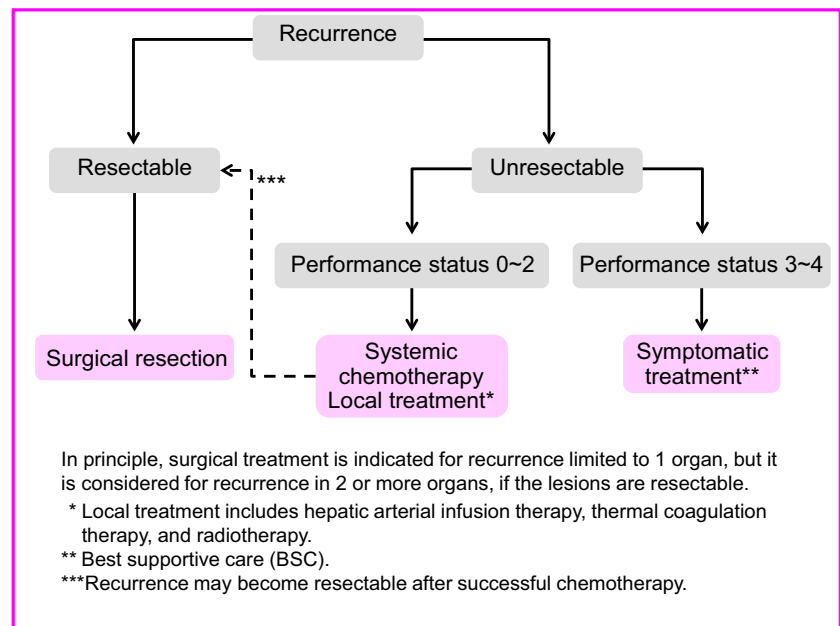 Recurrence
Resectable
***
Unresectable
Performance status 0~2
Performance status 3~4
Surgical resection
Systemic
chemotherapy
Local treatment*
Symptomatic
treatment**
In principle, surgical treatment is indicated for recurrence limited to 1 organ, but it
is considered for recurrence in 2 or more organs, if the lesions are resectable.
* Local treatment includes hepatic arterial infusion therapy, thermal coagulation
therapy, and radiotherapy.
** Best supportive care (BSC).
***Recurrence may become resectable after successful chemotherapy.